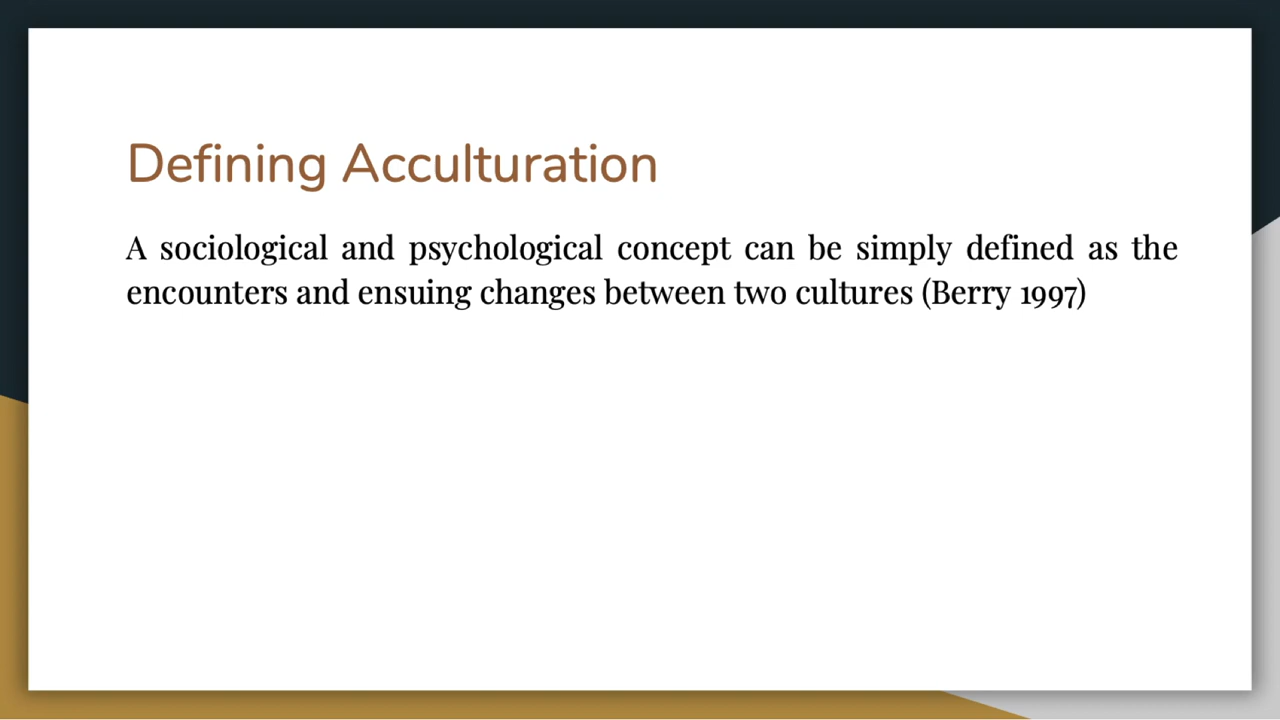 Defining Acculturation
A sociological and psychological concept can be simply defined as the
encounters and ensuing changes between two cultures (Berry 1997)